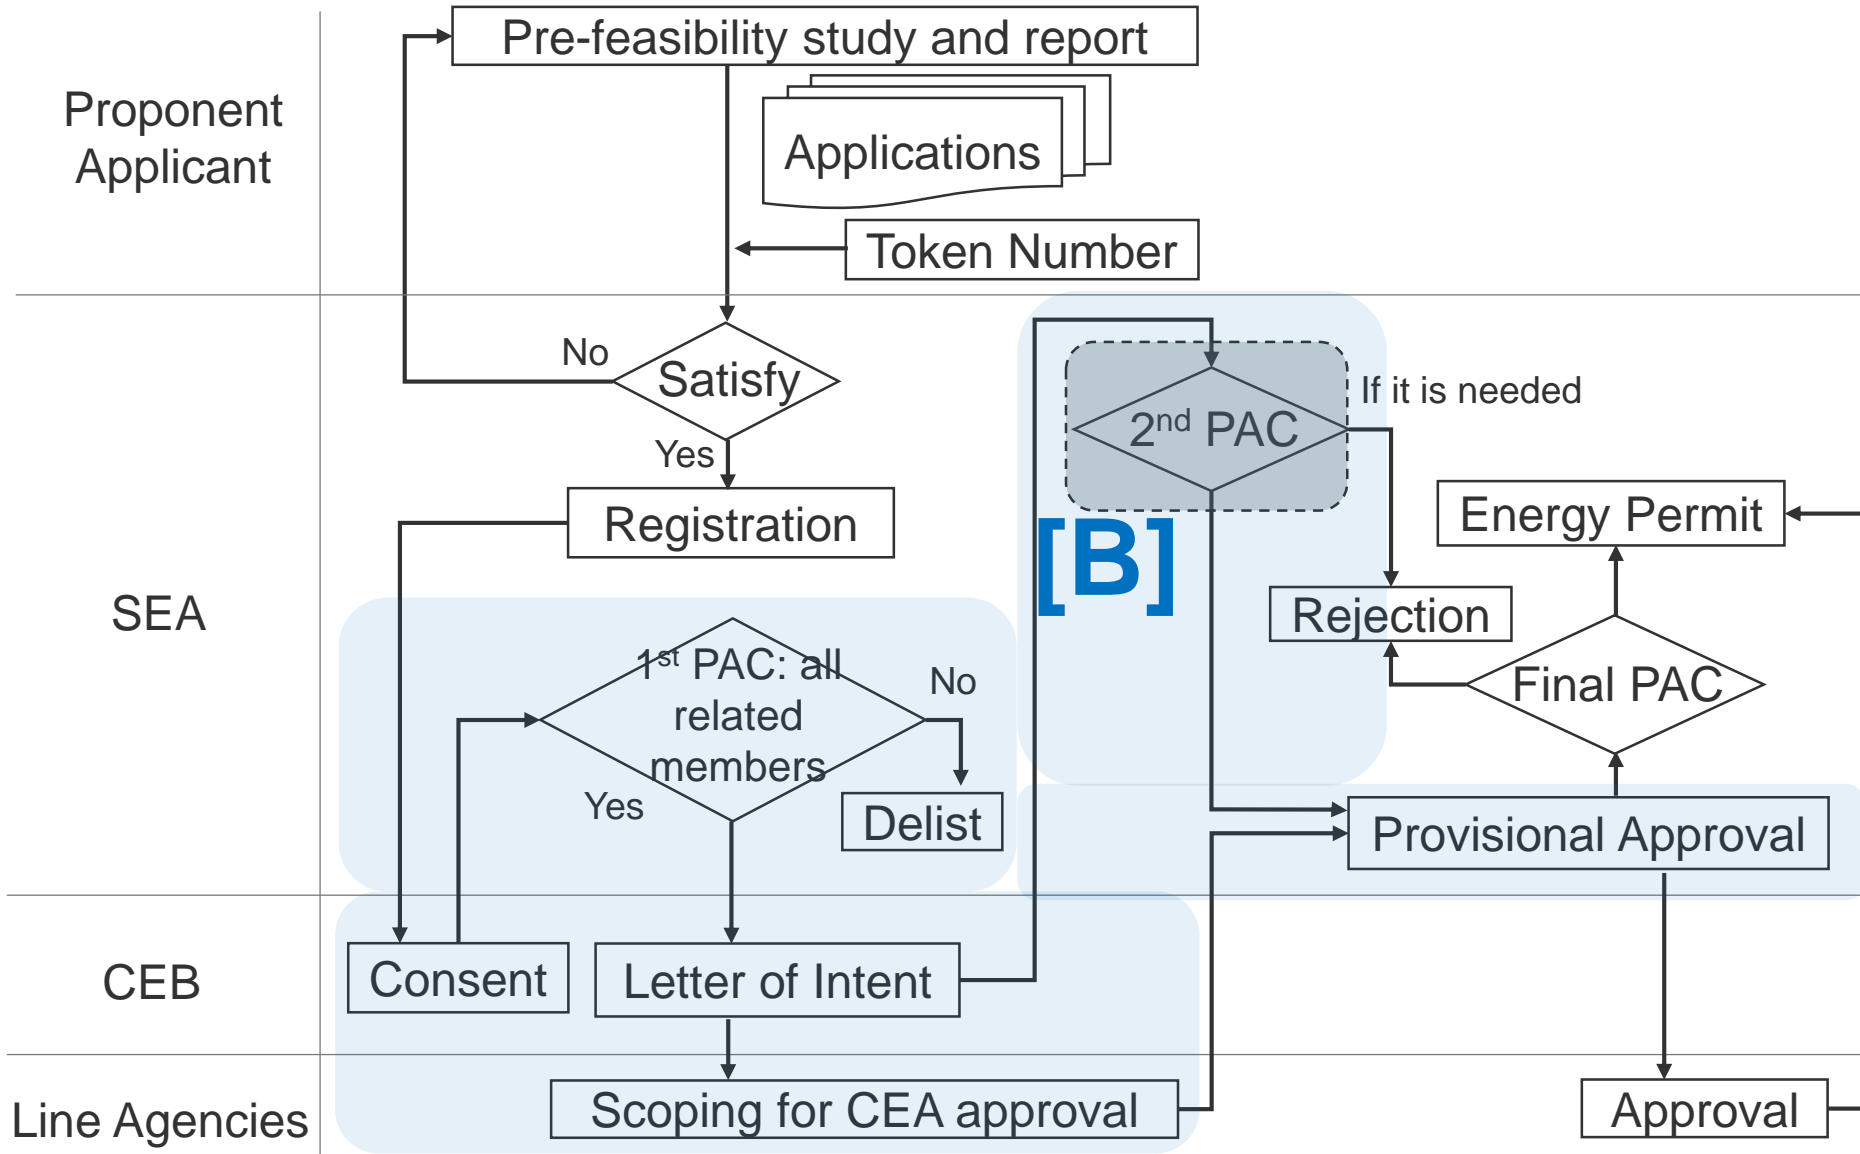 Proponent
Applicant
Pre-feasibility study and report
Applications
Token Number
SEA
No
Satisfy
Yes
Registration
1st PAC: all
related
members
No
Yes
Delist
2nd PAC
If it is needed
[B]
Energy Permit
Rejection
Final PAC
Provisional Approval
CEB
Consent
Letter of Intent
Line Agencies
Scoping for CEA approval
Approval